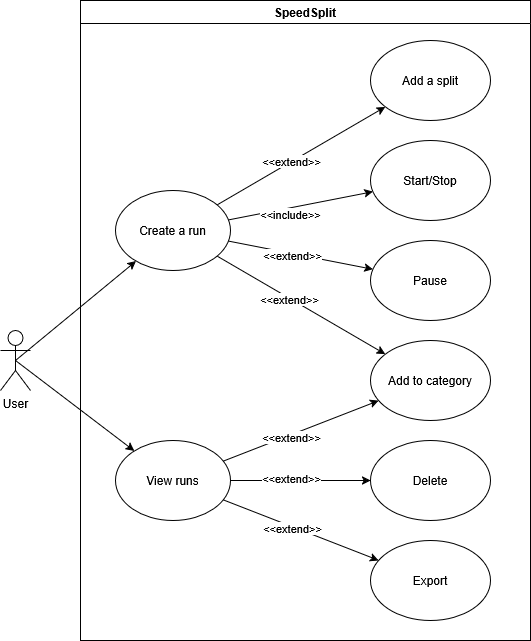 SpeedSplit
Add a split
<<extend>>
Start/Stop
<<include>>
Create a run
<<extend>>
Pause
<<extend>>
Add to category
User
<<extend>>
View runs
<<extend>>
Delete
<<extend>>
Export